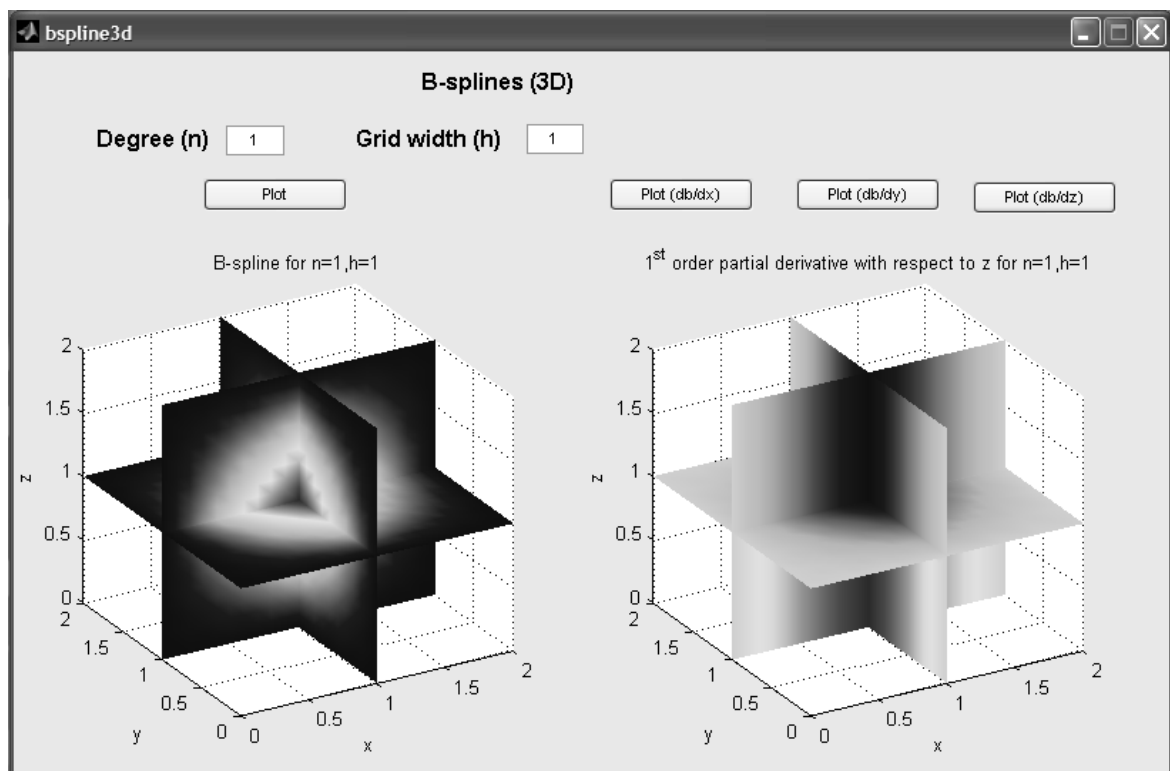 bspline3d
B-splines (3D)
Degree (n) 1 Grid width (h) 1
Plot Plot (db/dx) Plot (db/dy) Plot (db/dz)
B-spline for n=1,h=1
2
1.5
1
0.5
0
z
2
1.5
1
0.5
0
y
0
0.5
1
1.5
2
x
1st order partial derivative with respect to z for n=1,h=1
2
1.5
1
0.5
0
z
2
1.5
1
0.5
0
y
0
0.5
1
1.5
2
x